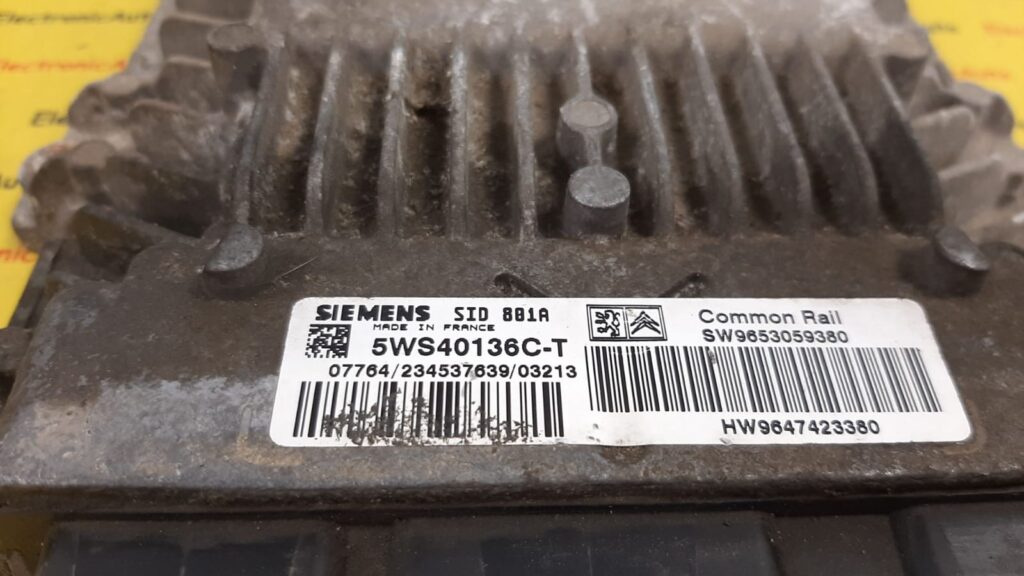 SIEMENS SID 801A
MADE IN FRANCE
5WS40136C-T
07764/234537639/03213
Common Rail
SW9653059380
HW9647423380